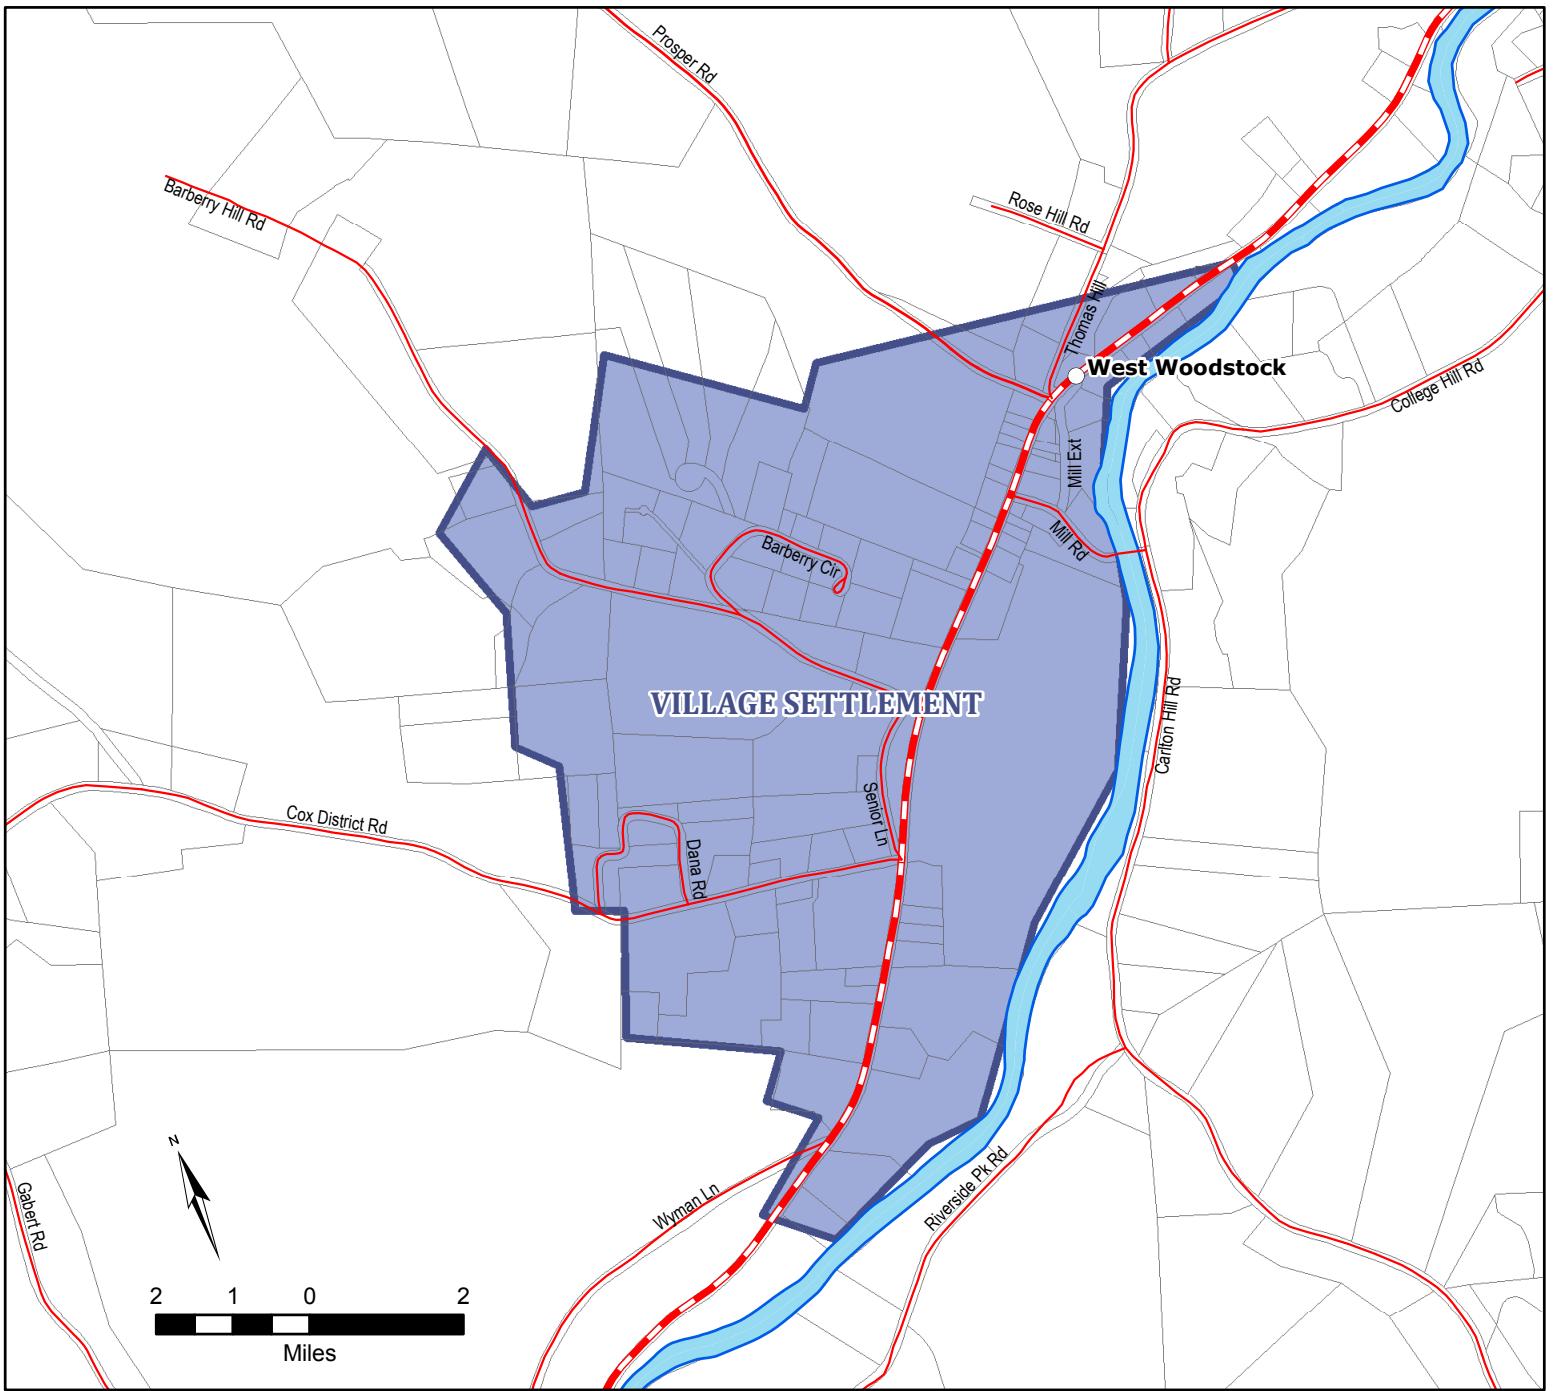 Prosper Rd
Barberry Hill Rd
Rose Hill Rd
Thomas Hill
West Woodstock
College Hill Rd
Mill Ext
Mill Rd
Barberry Cir
VILLAGE SETTLEMENT
Carlton Hill Rd
Senior Ln
Cox District Rd
Dana Rd
N
Riverside Pk Rd
Wyman Ln
Gabert Rd
2 1 0 2
Miles